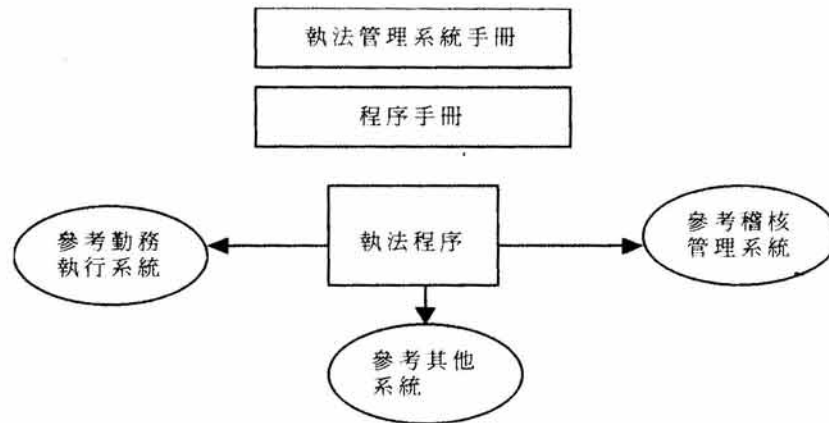 執法管理系統手冊
程序手冊
參考勤務
執行系統
執法程序
參考稽核
管理系統
參考其他
系統